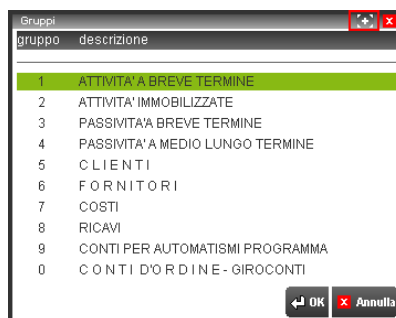 Gruppi
gruppo descrizione
1 ATTIVITA' A BREVE TERMINE
2 ATTIVITA' IMMOBILIZZATE
3 PASSIVITA'A BREVE TERMINE
4 PASSIVITA' A MEDIO LUNGO TERMINE
5 C L I E N T I
6 F O R N I T O R I
7 COSTI
8 RICAVI
9 CONTI PER AUTOMATISMI PROGRAMMA
0 C O N T I D'O R D I N E - GIROCONTI
OK X Annulla